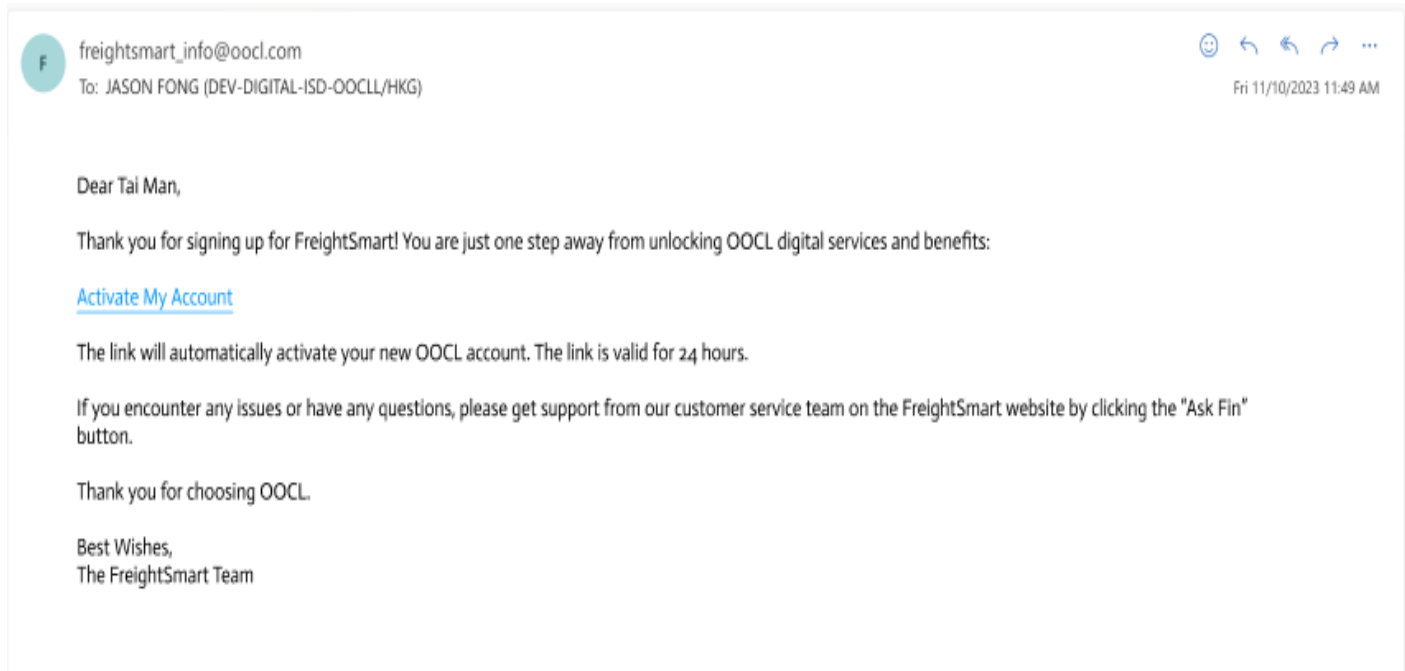 F
freightsmart_info@oocl.com
To: JASON FONG (DEV-DIGITAL-ISD-OOCLL/HKG)
Fri 11/10/2023 11:49 AM
Dear Tai Man,
Thank you for signing up for FreightSmart! You are just one step away from unlocking OOCL digital services and benefits:
Activate My Account
The link will automatically activate your new OOCL account. The link is valid for 24 hours.
If you encounter any issues or have any questions, please get support from our customer service team on the FreightSmart website by clicking the "Ask Fin"
button.
Thank you for choosing OOCL.
Best Wishes,
The FreightSmart Team